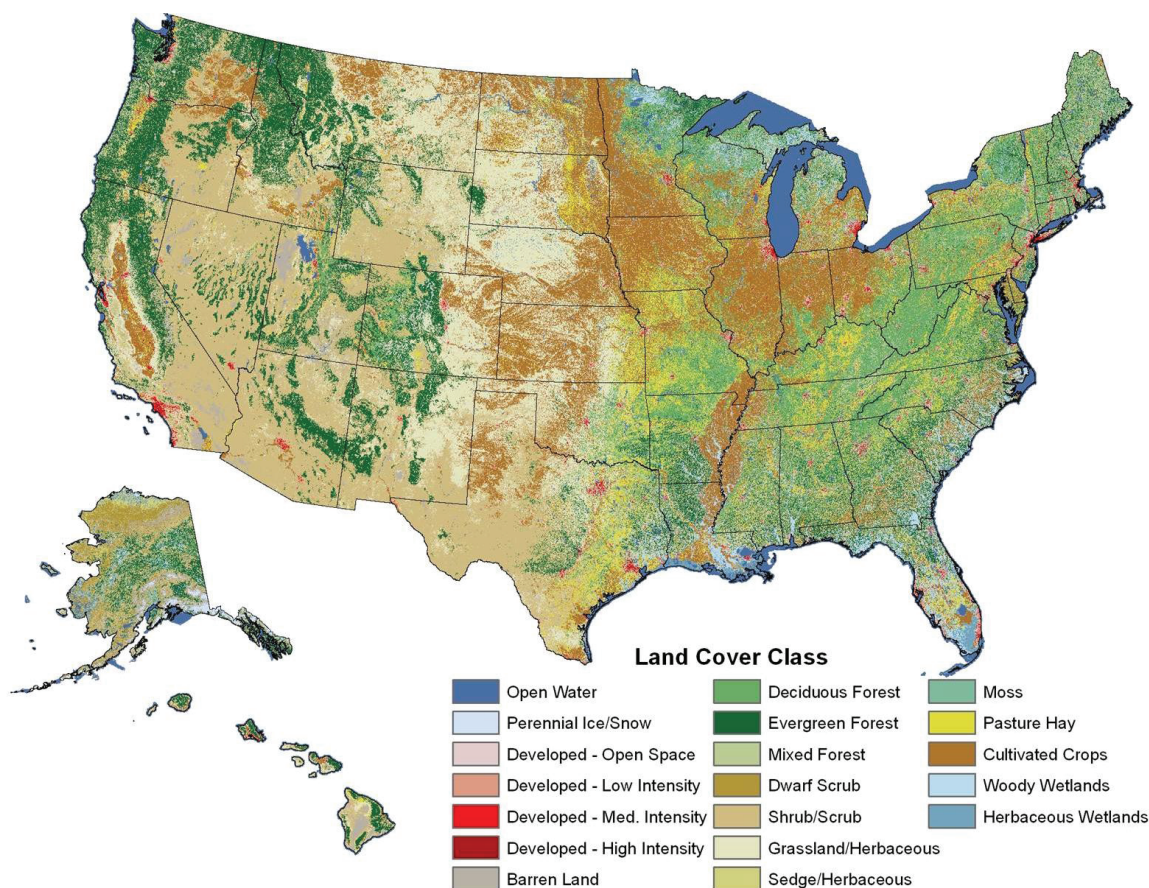 Land Cover Class
Open Water
Perennial Ice/Snow
Developed - Open Space
Developed - Low Intensity
Developed - Med. Intensity
Developed - High Intensity
Barren Land
Deciduous Forest
Evergreen Forest
Mixed Forest
Dwarf Scrub
Shrub/Scrub
Grassland/Herbaceous
Sedge/Herbaceous
Moss
Pasture Hay
Cultivated Crops
Woody Wetlands
Herbaceous Wetlands